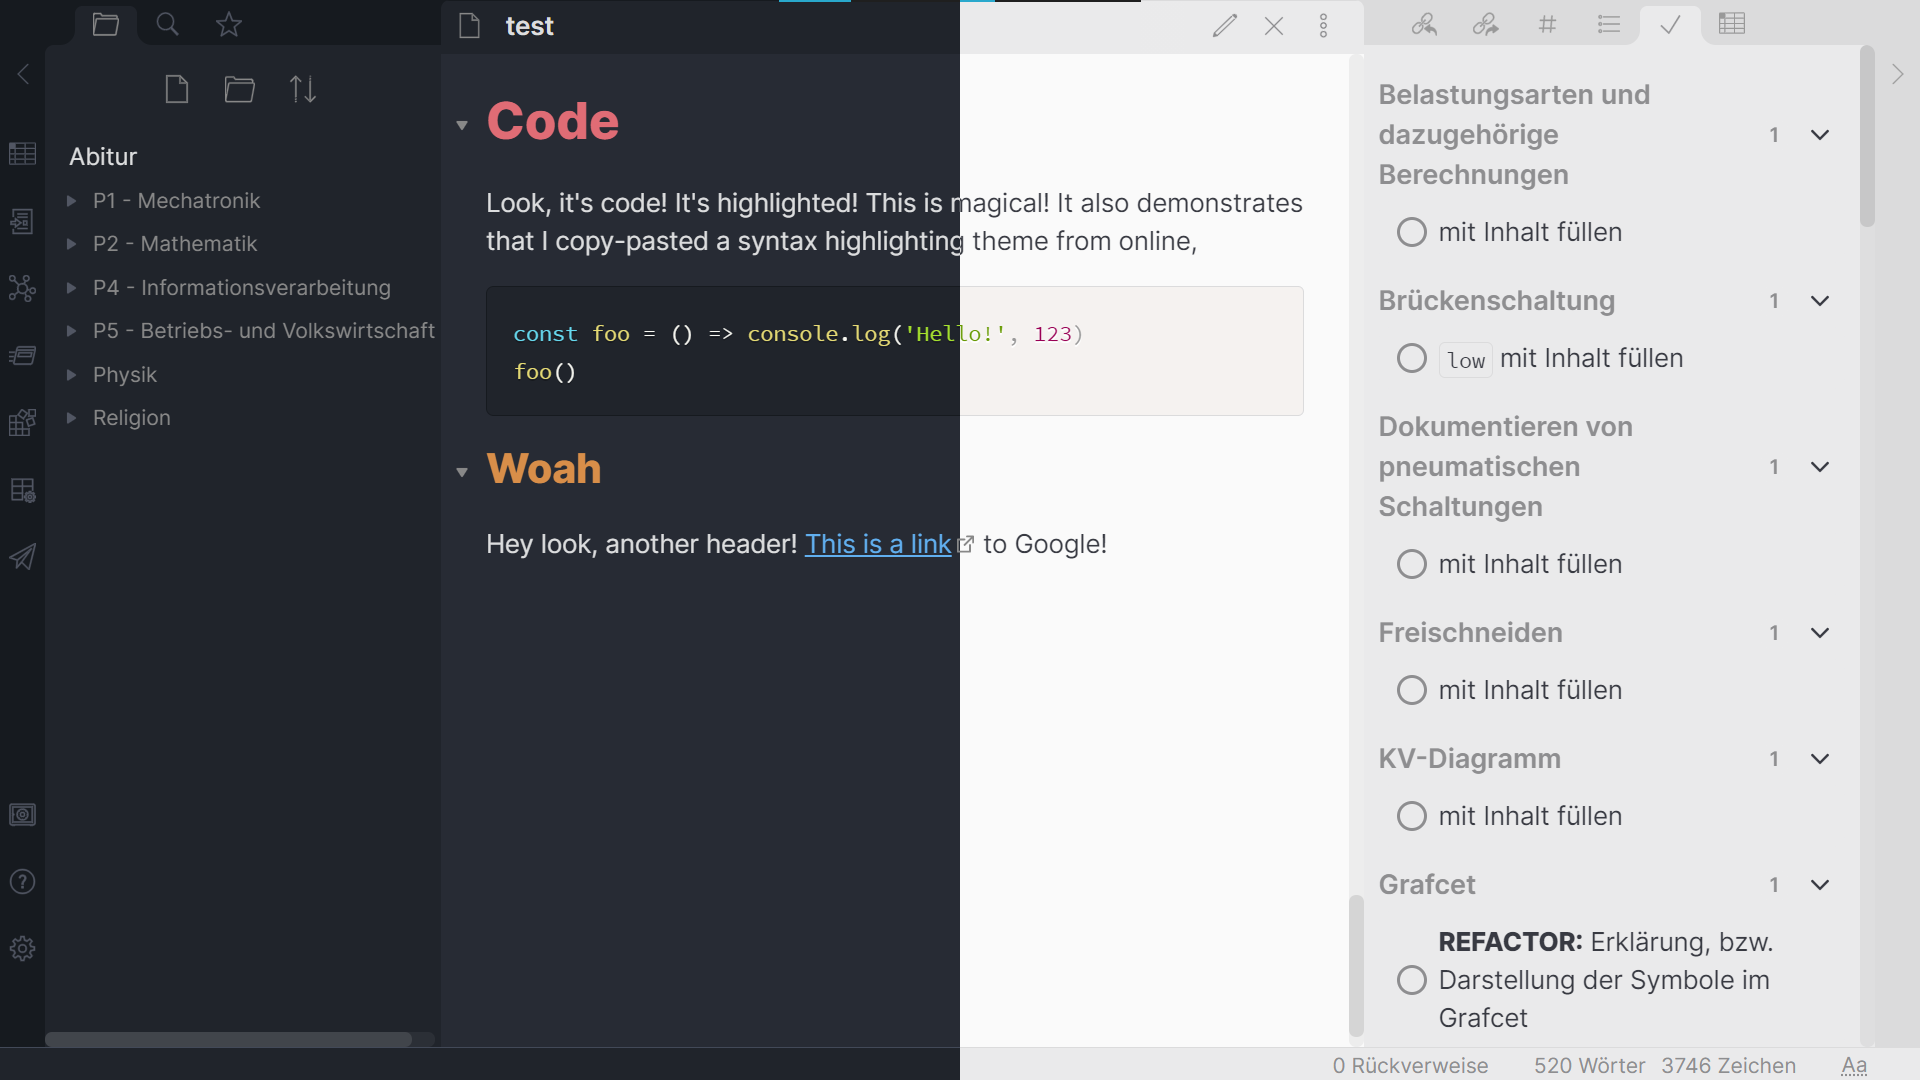 test
Abitur
P1 - Mechatronik
P2 - Mathematik
P4 - Informationsverarbeitung
P5 - Betriebs- und Volkswirtschaft
Physik
Religion
Code
Look, it's code! It's highlighted! This is magical! It also demonstrates
that I copy-pasted a syntax highlighting theme from online,
const foo = () => console.log('Hello!', 123)
foo()
Woah
Hey look, another header! This is a link to Google!
Belastungsarten und
dazugehörige 1
Berechnungen
mit Inhalt füllen
Brückenschaltung 1
low mit Inhalt füllen
Dokumentieren von
pneumatischen 1
Schaltungen
mit Inhalt füllen
Freischneiden 1
mit Inhalt füllen
KV-Diagramm 1
mit Inhalt füllen
Grafcet 1
REFACTOR: Erklärung, bzw.
Darstellung der Symbole im
Grafcet
0 Rückverweise 520 Wörter 3746 Zeichen Aa